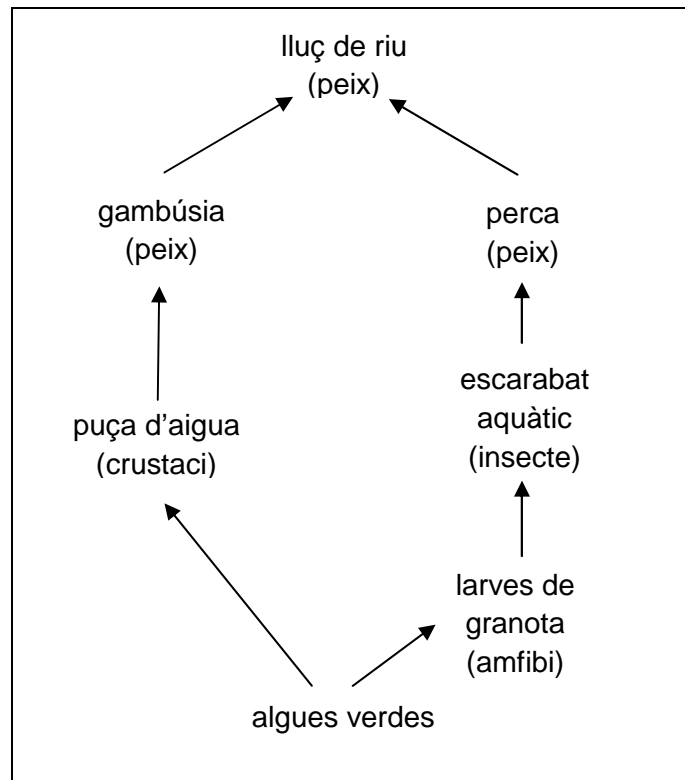 lluç de riu
(peix)
gambúsia
(peix)
perca
(peix)
puça d’aigua
(crustaci)
escarabat
aquàtic
(insecte)
larves de
granota
(amfibi)
algues verdes